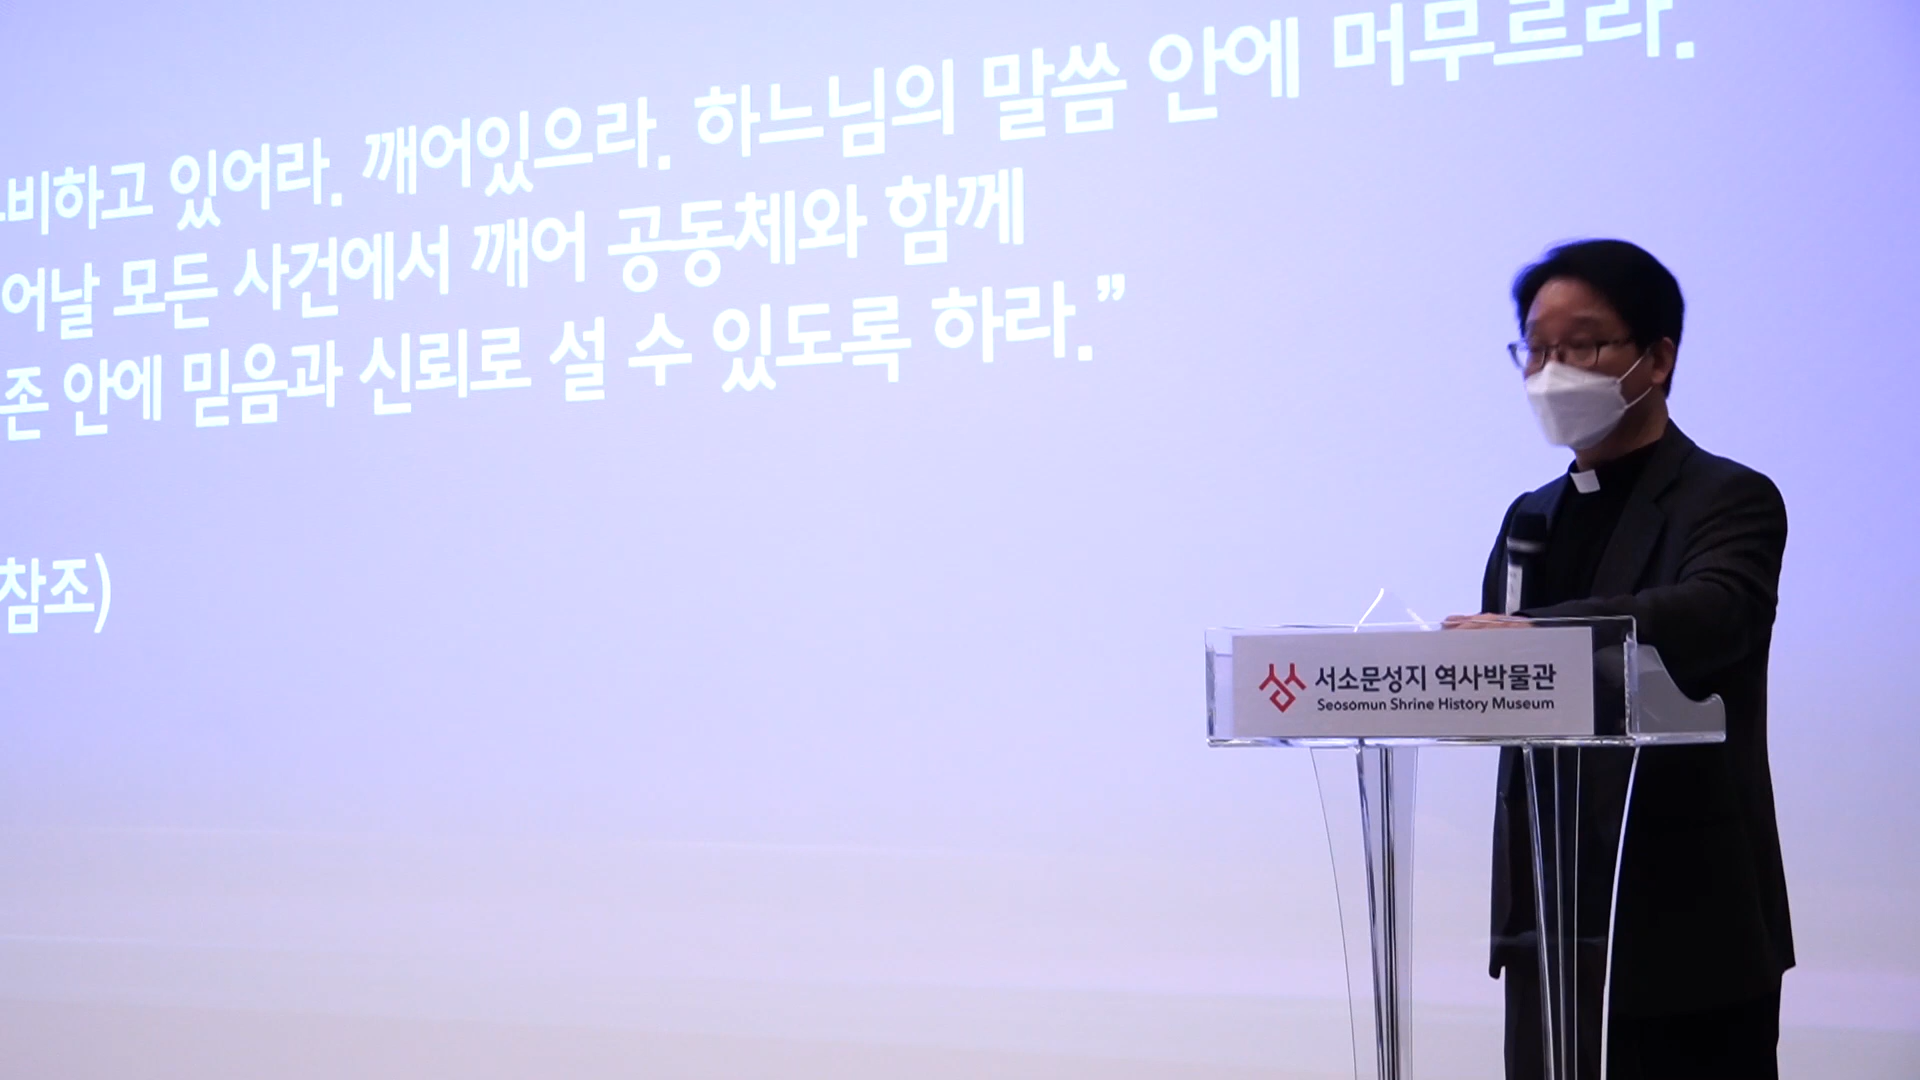 비하고 있어라. 깨어있으라. 하느님의 말씀 안에 머무르라.
어날 모든 사건에서 깨어 공동체와 함께
존 안에 믿음과 신뢰로 설 수 있도록 하라.”
참조)
서소문성지 역사박물관
Seosomun Shrine History Museum